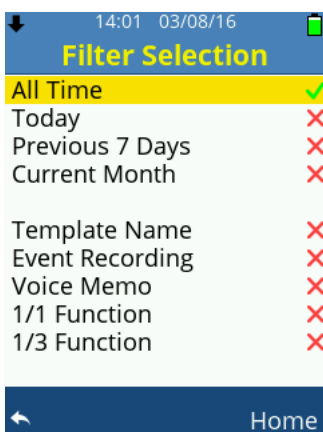 14:01 03/08/16
Filter Selection
All Time
Today
Previous 7 Days
Current Month
Template Name
Event Recording
Voice Memo
1/1 Function
1/3 Function
Home